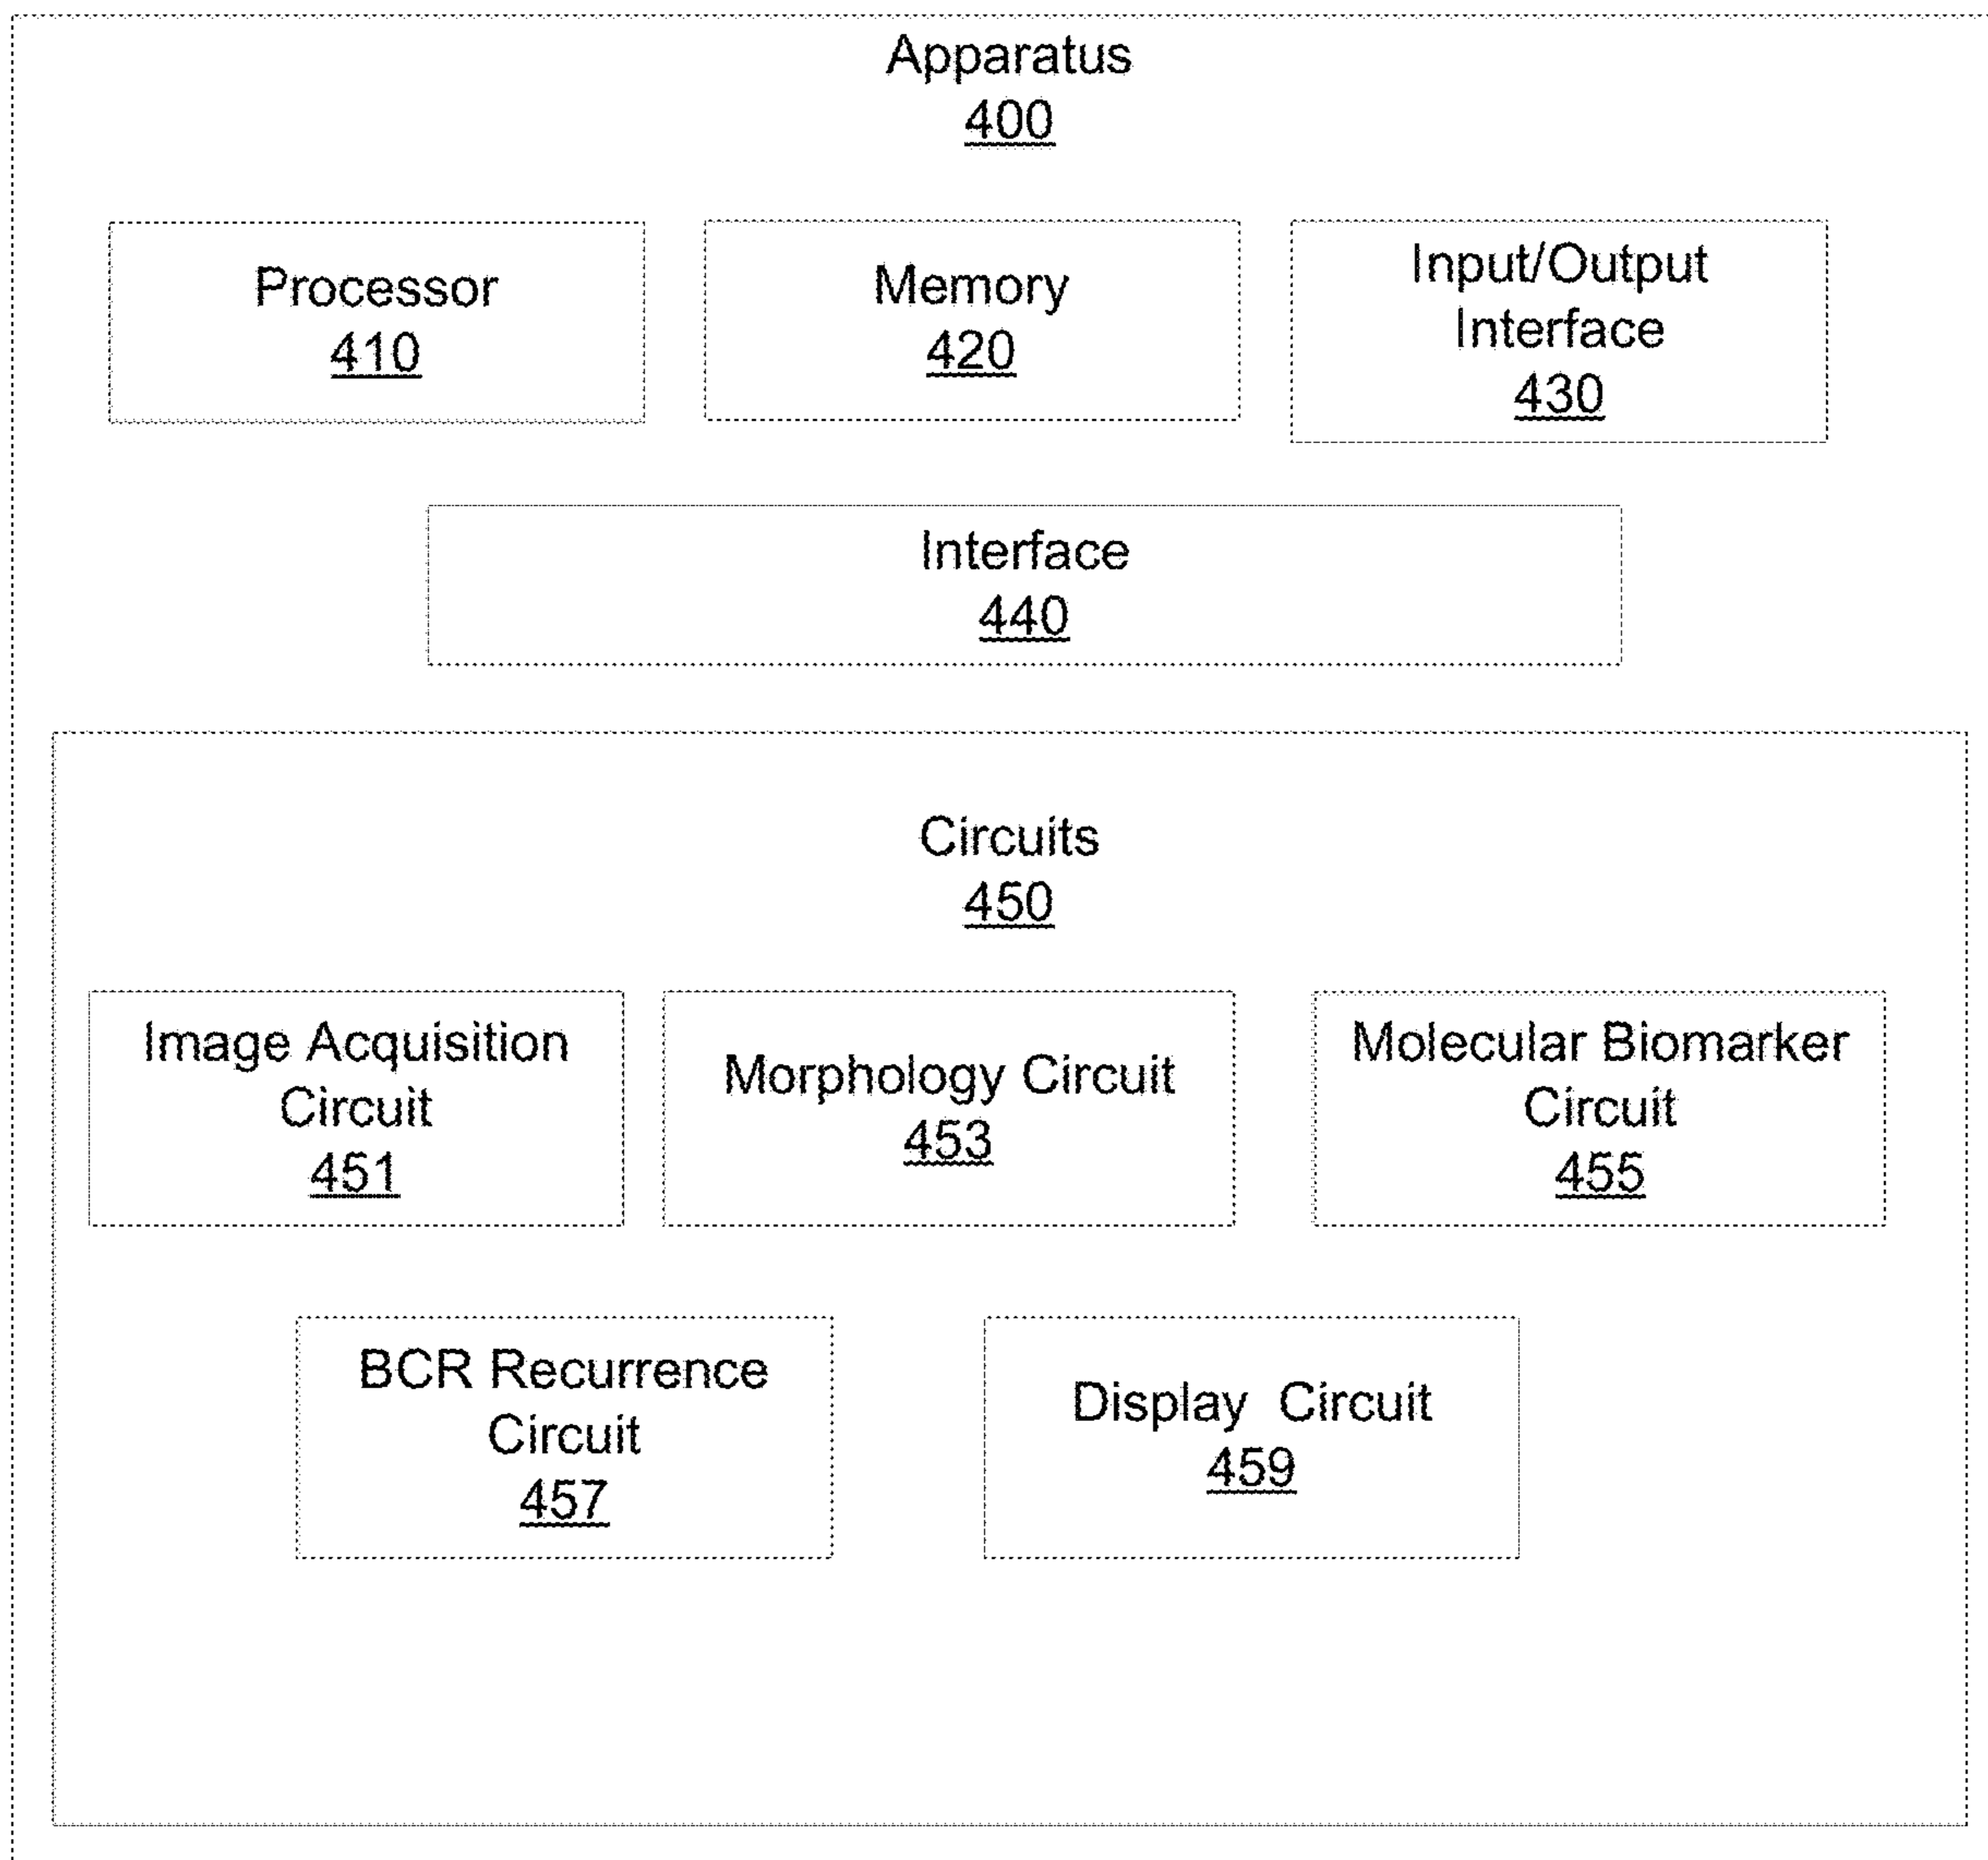 Apparatus
400
Processor
410
Memory
420
Input/Output
Interface
430
Interface
440
Circuits
450
Image Acquisition
Circuit
451
Morphology Circuit
453
Molecular Biomarker
Circuit
455
BCR Recurrence
Circuit
457
Display Circuit
459